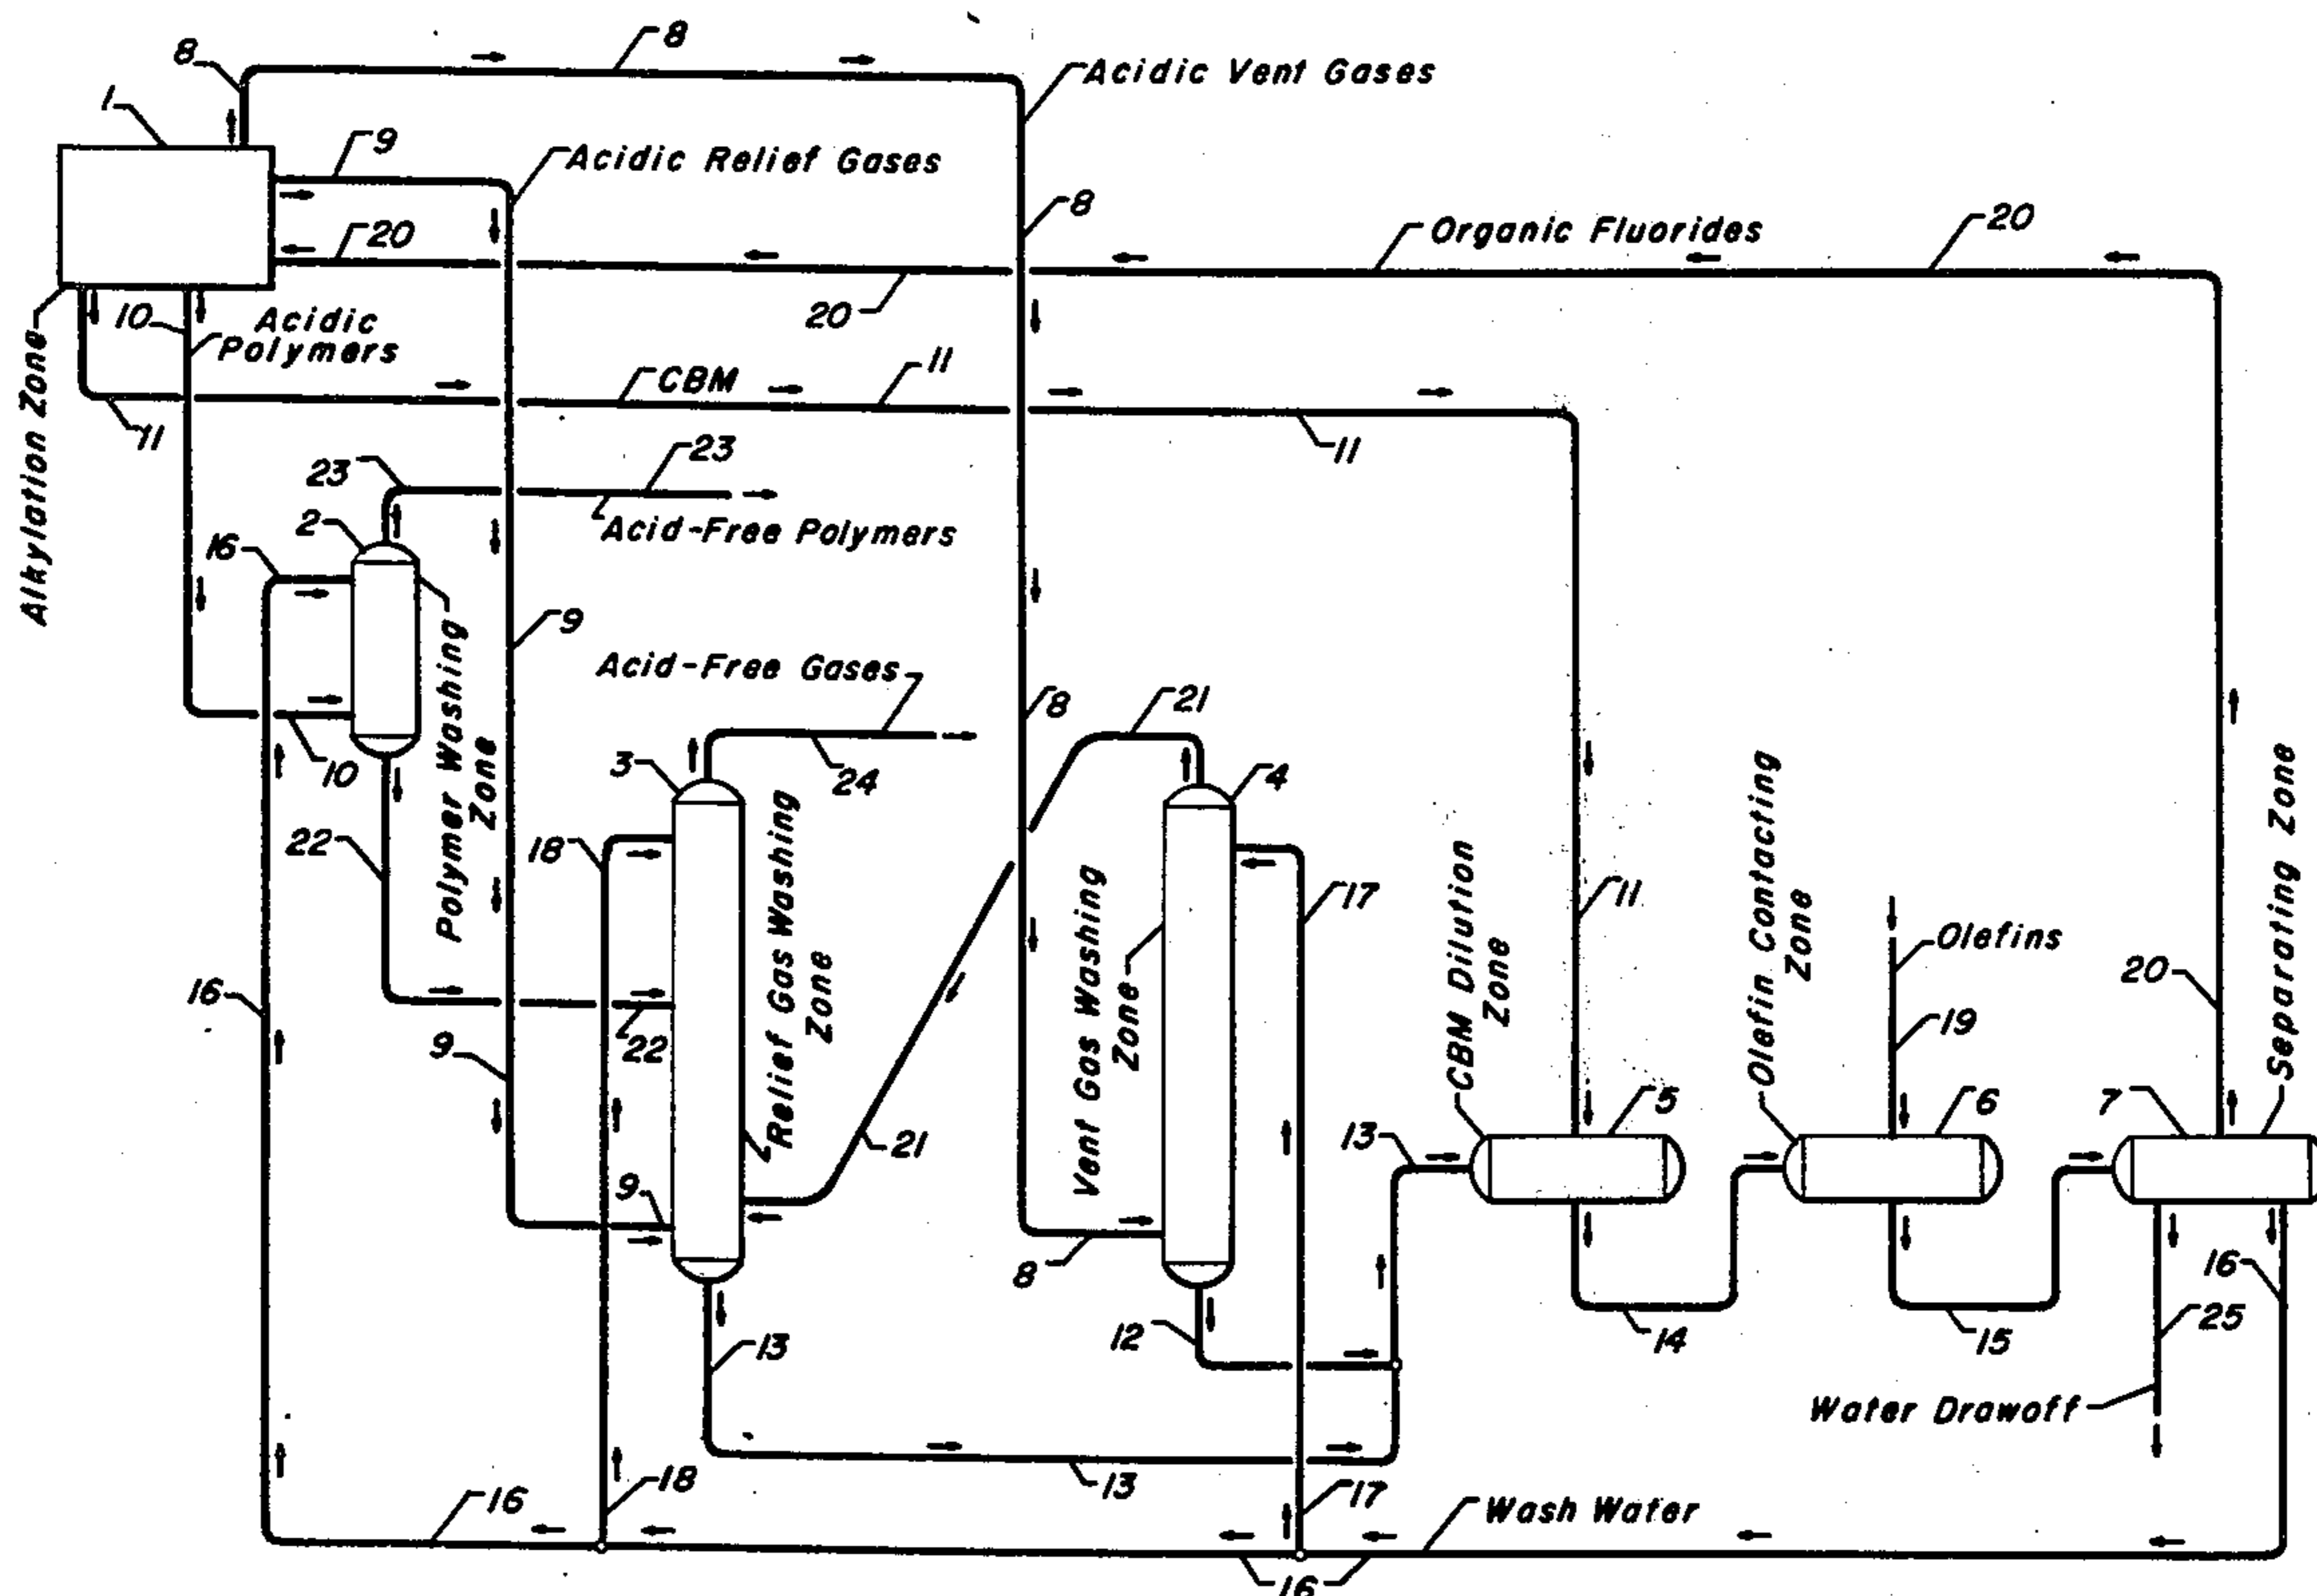 8
8
Acidic Vent Gases
1
9
Acidic Relief Gases
8
20
Organic Fluorides
20
20
10
Acidic
Polymers
Alkylation Zone
CBM
11
11
11
23
23
2
Acid-Free Polymers
16
9
Polymer Washing
Zone
Acid-Free Gases
8
21
10
3
24
4
22
18
Relief Gas Washing
Zone
Vent Gas Washing
Zone
17
CBM Dilution
Zone
11
Olefin Contacting
Zone
Olefins
19
20
Separating Zone
16
22
9
21
9
8
13
5
6
7
12
14
15
16
25
13
Water Drawoff
13
18
16
17
Wash Water
16